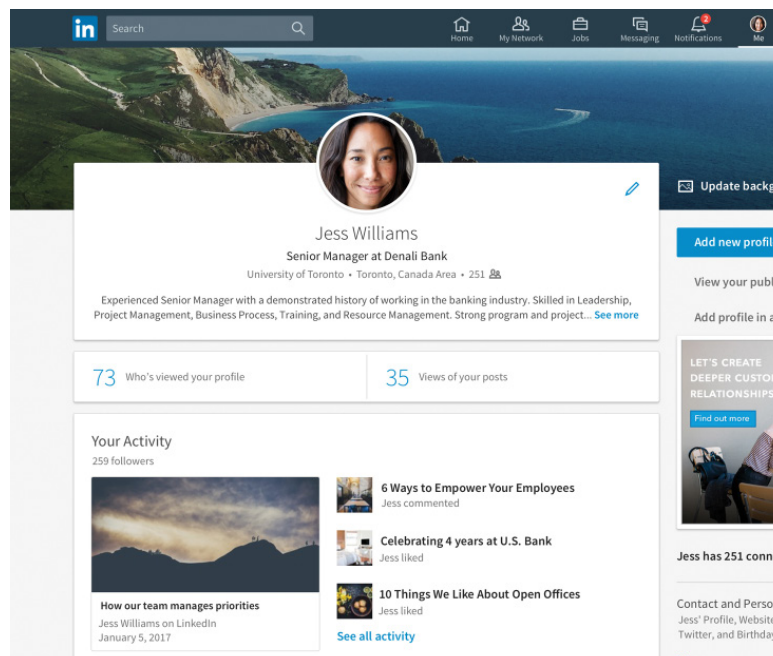 in Search Home My Network Jobs Messaging Notifications 2 Me
Update backg
Jess Williams
Senior Manager at Denali Bank
University of Toronto • Toronto, Canada Area • 251
Experienced Senior Manager with a demonstrated history of working in the banking industry. Skilled in Leadership,
Project Management, Business Process, Training, and Resource Management. Strong program and project... See more
73 Who's viewed your profile
35 Views of your posts
Your Activity
259 followers
How our team manages priorities
Jess Williams on LinkedIn
January 5, 2017
6 Ways to Empower Your Employees
Jess commented
Celebrating 4 years at U.S. Bank
Jess liked
10 Things We Like About Open Offices
Jess liked
See all activity
Add new profil
View your publ
Add profile in a
LET'S CREATE
DEEPER CUSTO
RELATIONSHIPS
Find out more
Jess has 251 conn
Contact and Perso
Jess' Profile, Website
Twitter, and Birthday